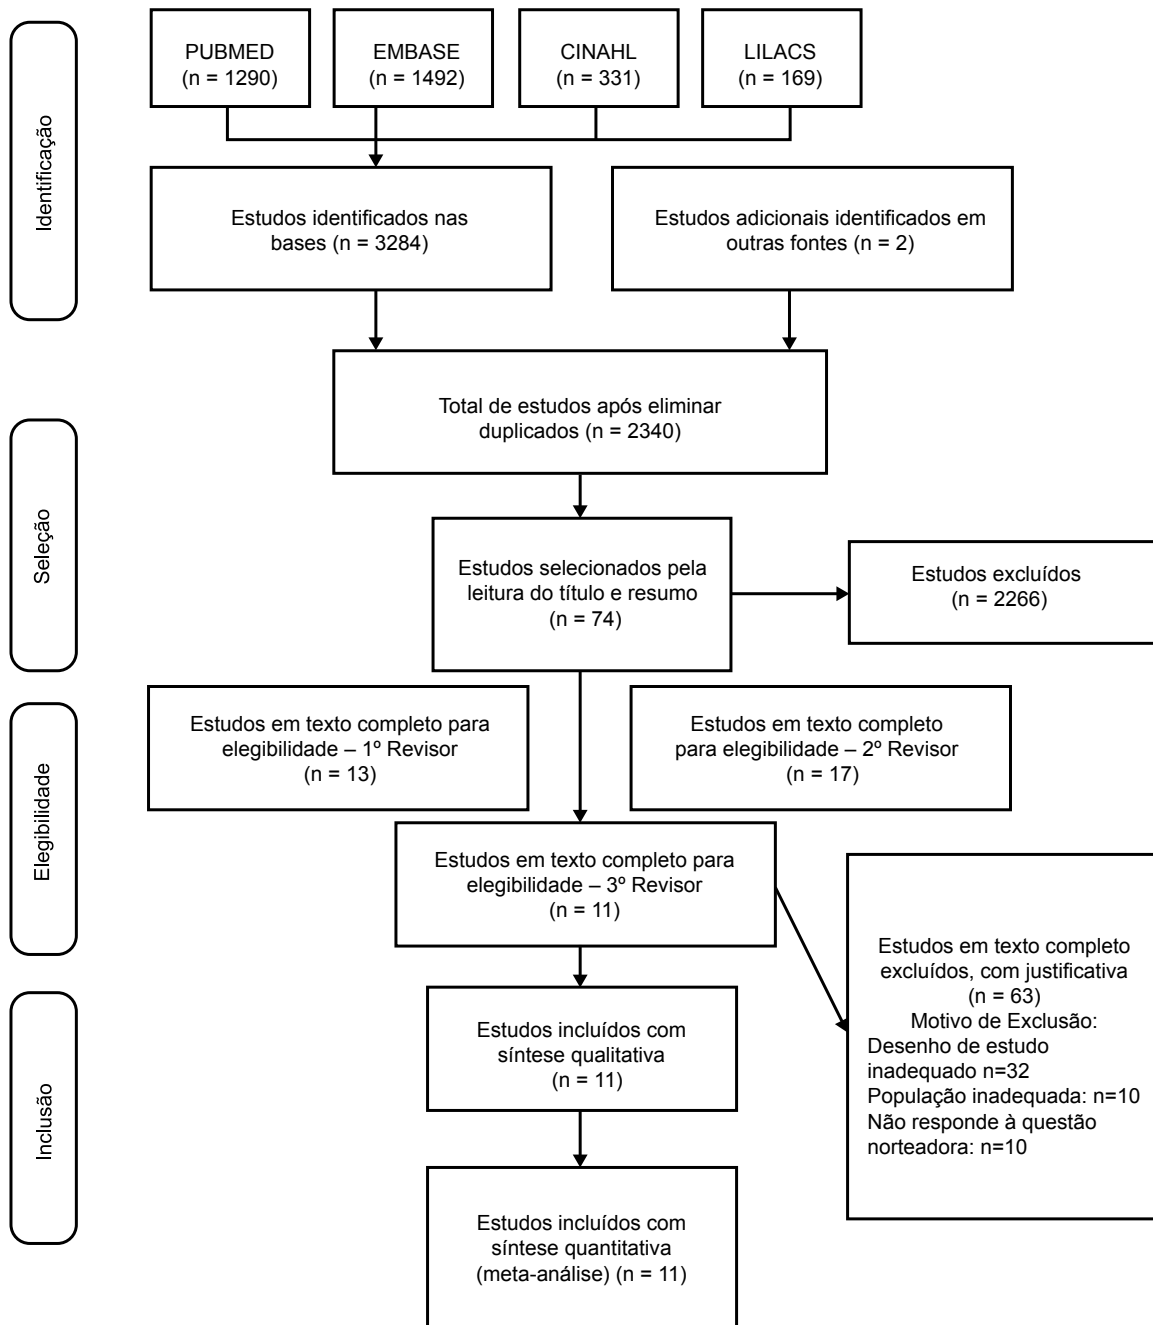 Identificação
PUBMED
(n = 1290)
EMBASE
(n = 1492)
CINAHL
(n = 331)
LILACS
(n = 169)
Estudos identificados nas
bases (n = 3284)
Estudos adicionais identificados em
outras fontes (n = 2)
Total de estudos após eliminar
duplicados (n = 2340)
Seleção
Estudos selecionados pela
leitura do título e resumo
(n = 74)
Estudos excluídos
(n = 2266)
Elegibilidade
Estudos em texto completo para
elegibilidade – 1º Revisor
(n = 13)
Estudos em texto completo
para elegibilidade – 2º Revisor
(n = 17)
Estudos em texto completo para
elegibilidade – 3º Revisor
(n = 11)
Estudos em texto completo
excluídos, com justificativa
(n = 63)
Motivo de Exclusão:
Desenho de estudo
inadequado n=32
População inadequada: n=10
Não responde à questão
norteadora: n=10
Inclusão
Estudos incluídos com
síntese qualitativa
(n = 11)
Estudos incluídos com
síntese quantitativa
(meta-análise) (n = 11)